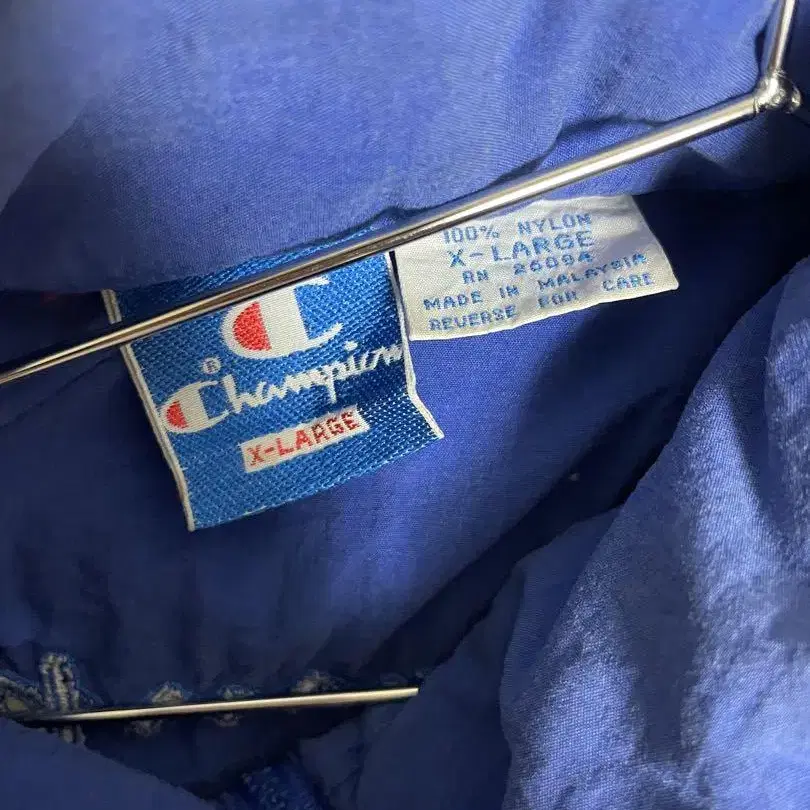 C
®
Champion
X-LARGE
100% NYLON
X-LARGE
RN 26094
MADE IN MALAYSIA
REVERSE FOR CARE